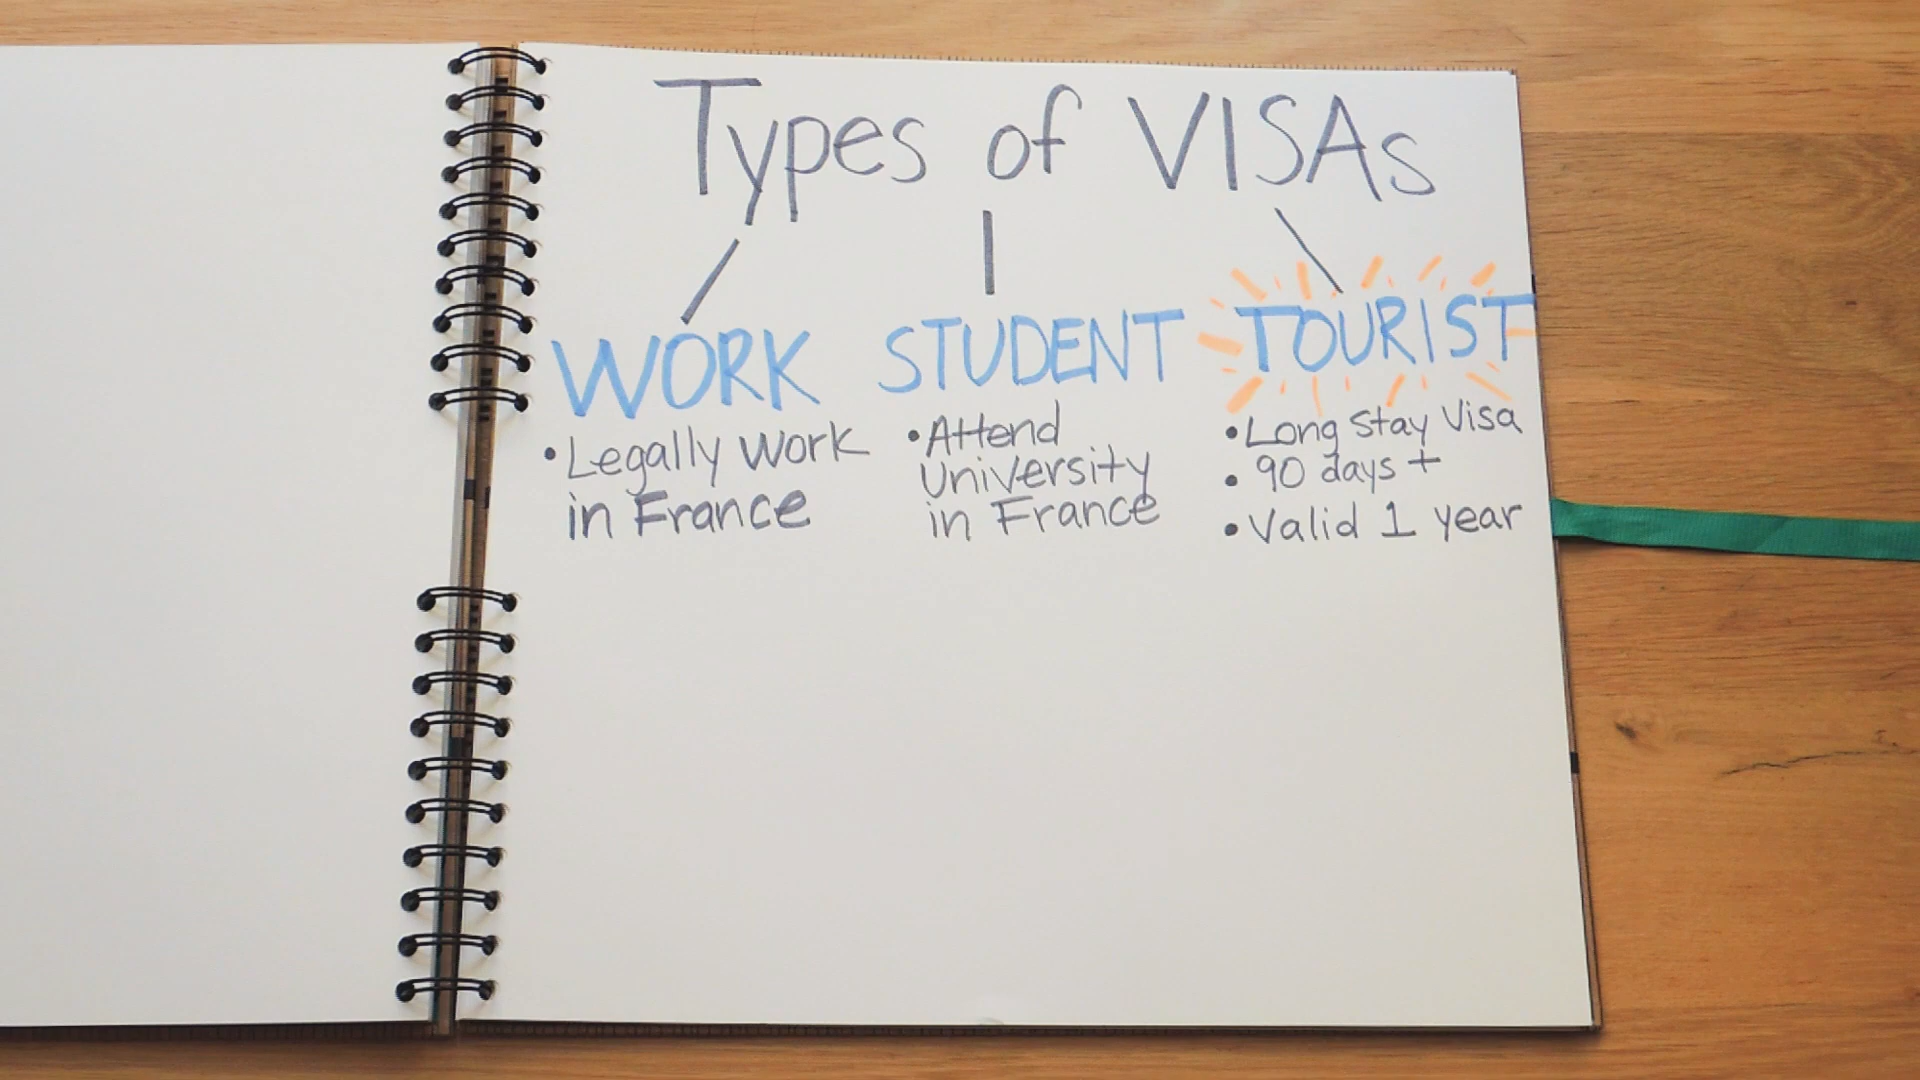 Types of VISAs
WORK
• Legally Work
in France
STUDENT
• Attend
University
in France
TOURIST
• Long Stay Visa
• 90 days +
• Valid 1 year